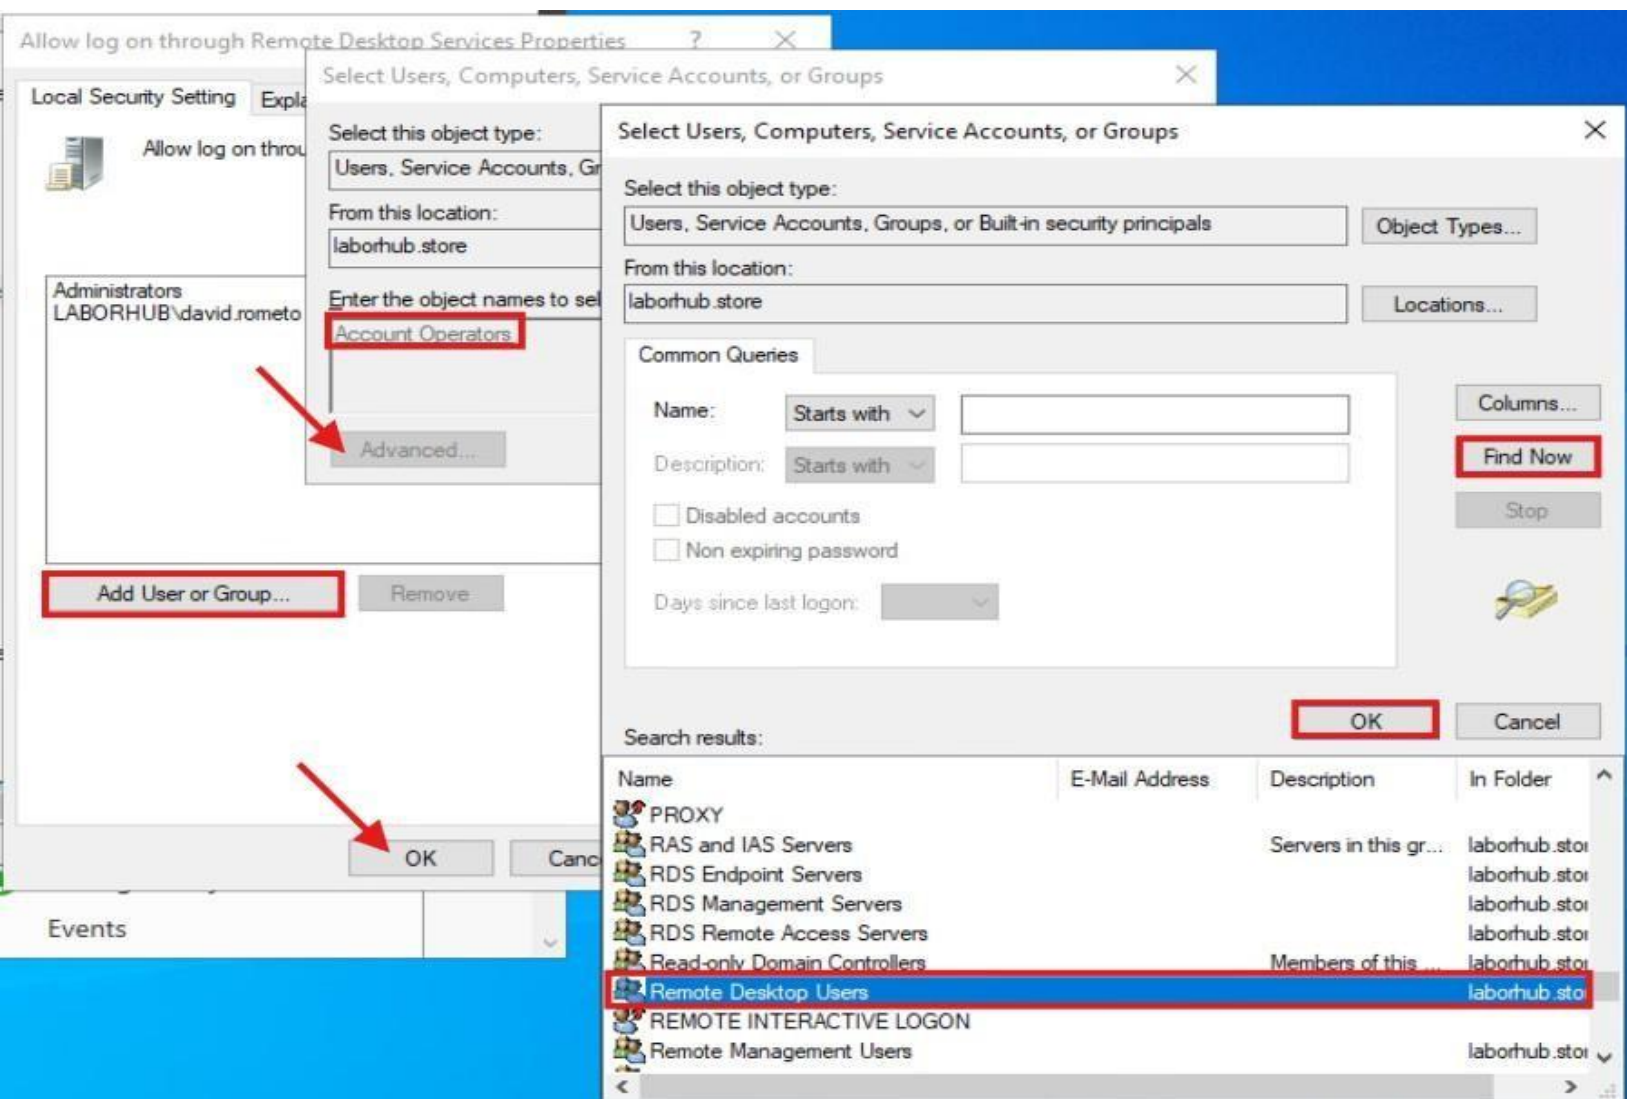 Allow log on through Remote Desktop Services Properties
Local Security Setting
Allow log on throu
Administrators
LABORHUB\david.rometo
Add User or Group...
Remove
OK
Canc
Events
Select Users, Computers, Service Accounts, or Groups
Select this object type:
Users, Service Accounts, Gr
From this location:
laborhub.store
Enter the object names to sel
Account Operators
Advanced...
Select Users, Computers, Service Accounts, or Groups
Select this object type:
Users, Service Accounts, Groups, or Built-in security principals
Object Types...
From this location:
laborhub.store
Locations...
Common Queries
Name:
Starts with
Description:
Starts with
Disabled accounts
Non expiring password
Days since last logon:
Columns...
Find Now
Stop
OK
Cancel
Search results:
Name E-Mail Address Description In Folder
PROXY
RAS and IAS Servers Servers in this gr... laborhub.stor
RDS Endpoint Servers laborhub.stor
RDS Management Servers laborhub.stor
RDS Remote Access Servers laborhub.stor
Read-only Domain Controllers Members of this ... laborhub.stor
Remote Desktop Users laborhub.sto
REMOTE INTERACTIVE LOGON
Remote Management Users laborhub.stor